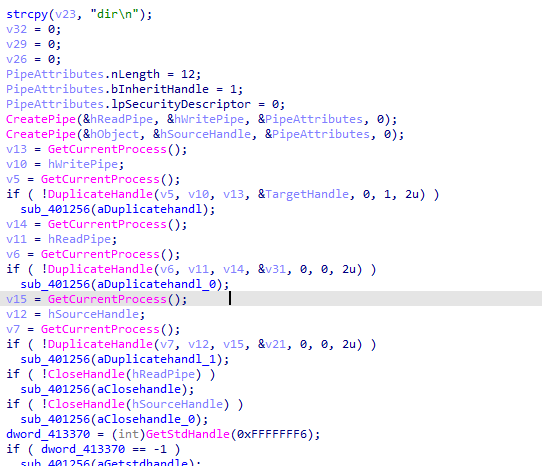 strcpy(v23, "dir\n");
v32 = 0;
v29 = 0;
v26 = 0;
PipeAttributes.nLength = 12;
PipeAttributes.bInheritHandle = 1;
PipeAttributes.lpSecurityDescriptor = 0;
CreatePipe(&hReadPipe, &hWritePipe, &PipeAttributes, 0);
CreatePipe(&hObject, &hSourceHandle, &PipeAttributes, 0);
v13 = GetCurrentProcess();
v10 = hWritePipe;
v5 = GetCurrentProcess();
if ( !DuplicateHandle(v5, v10, v13, &TargetHandle, 0, 1, 2u) )
  sub_401256(aDuplicatehandl);
v14 = GetCurrentProcess();
v11 = hReadPipe;
v6 = GetCurrentProcess();
if ( !DuplicateHandle(v6, v11, v14, &v31, 0, 0, 2u) )
  sub_401256(aDuplicatehandl_0);
v15 = GetCurrentProcess();
v12 = hSourceHandle;
v7 = GetCurrentProcess();
if ( !DuplicateHandle(v7, v12, v15, &v21, 0, 0, 2u) )
  sub_401256(aDuplicatehandl_1);
if ( !CloseHandle(hReadPipe) )
  sub_401256(aClosehandle);
if ( !CloseHandle(hSourceHandle) )
  sub_401256(aClosehandle_0);
dword_413370 = (int)GetStdHandle(0xFFFFFFF6);
if ( dword_413370 == -1 )
  sub_401256(aGetstdhandle);